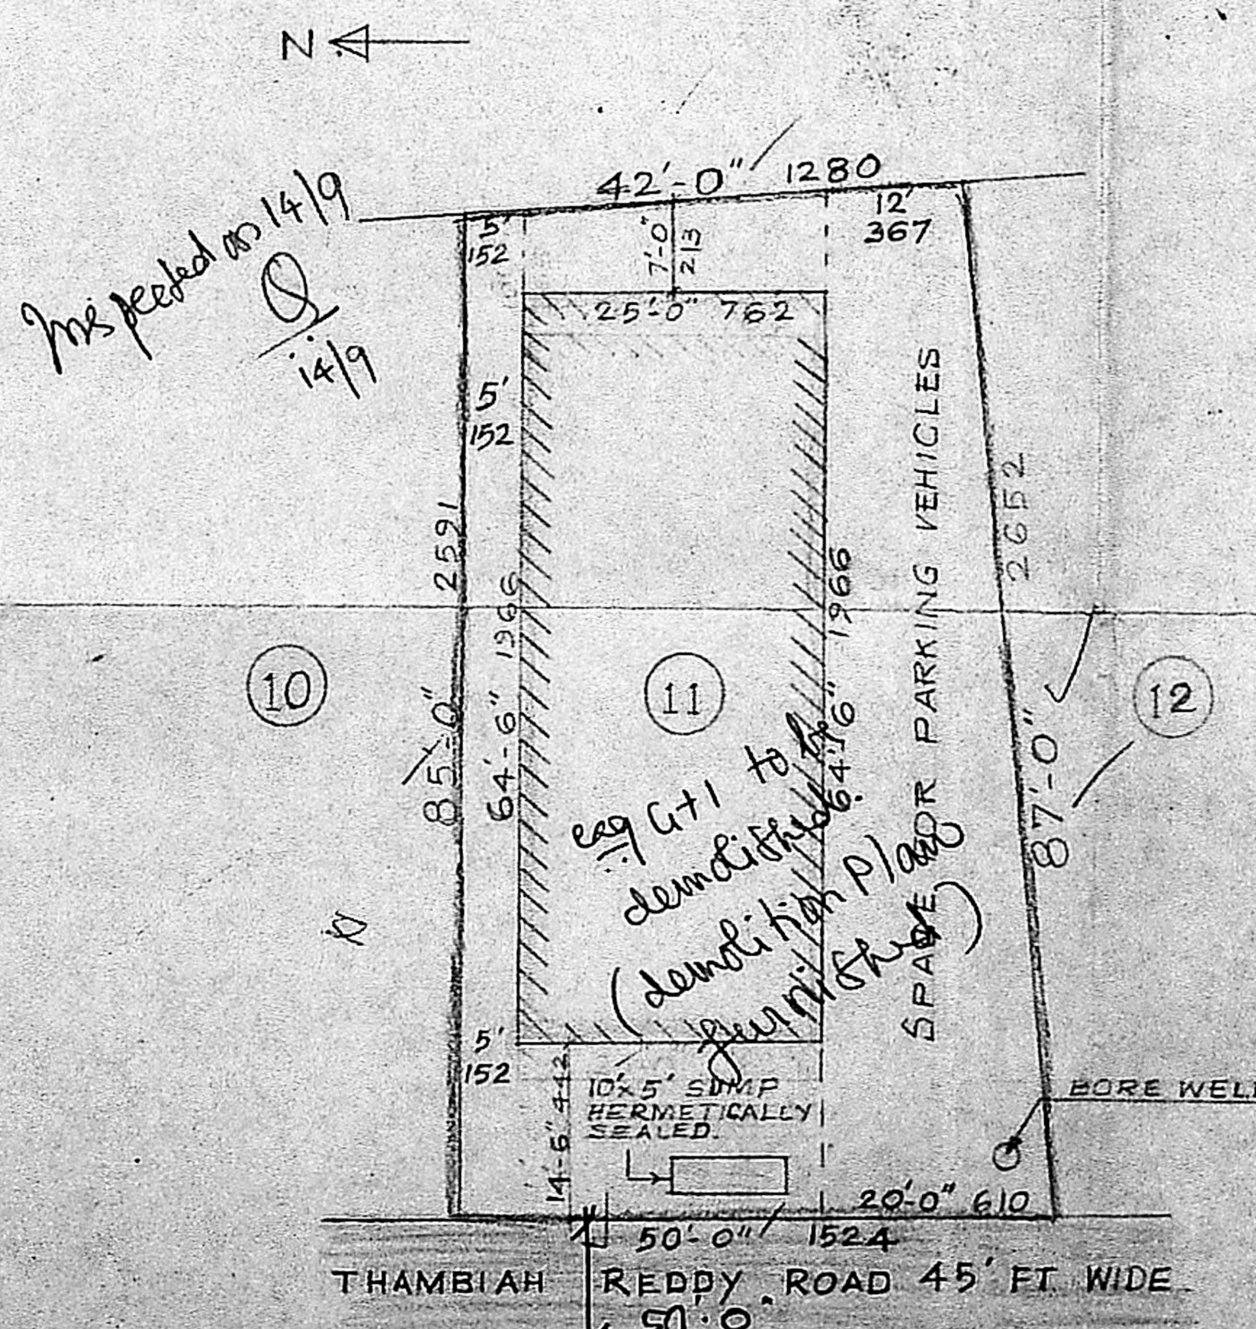 N
42'-0" 1280
Inspected on 14/9
14/9
5'
152
7'-0"
213
12'
367
25'-0" 762
5'
152
2591
85'-0"
1966
64'-6"
1966
64'-6"
SPACE FOR PARKING VEHICLES
2652
87'-0"
10
11
12
G+1 to be
demolished
(demolition plan
furnished)
5'
152
14'-6" 442
10'x5' SUMP
HERMETICALLY
SEALED.
BORE WELL
20'-0" 610
50'-0" 1524
THAMBIAH REDDY ROAD 45' FT WIDE